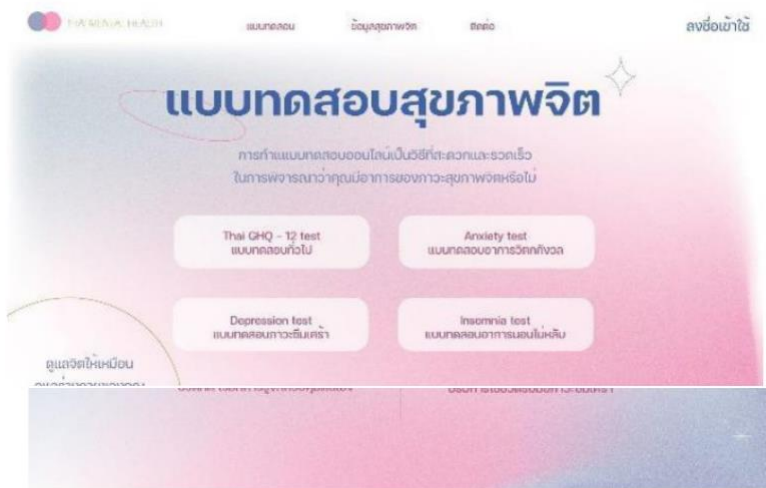 THAI MENTAL HEALTH
แบบทดสอบ
ข้อมูลสุขภาพจิต
ติดต่อ
ลงชื่อเข้าใช้
แบบทดสอบสุขภาพจิต
การทำแบบทดสอบออนไลน์เป็นวิธีที่สะดวกและรวดเร็ว
ในการพิจารณาว่าคุณมีอาการของภาวะสุขภาพจิตหรือไม่
Thai GHQ - 12 test
แบบทดสอบทั่วไป
Anxiety test
แบบทดสอบอาการวิตกกังวล
Depression test
แบบทดสอบภาวะซึมเศร้า
Insomnia test
แบบทดสอบอาการนอนไม่หลับ
ดูแลจิตให้เหมือน